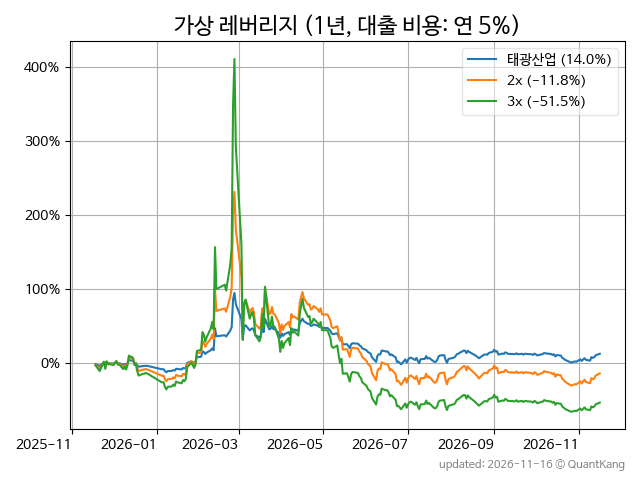 가상 레버리지 (1년, 대출 비용: 연 5%)
태광산업 (14.0%)
2x (−11.8%)
3x (−51.5%)
400%
300%
200%
100%
0%
2025-11 2026-01 2026-03 2026-05 2026-07 2026-09 2026-11
updated: 2026-11-16 © QuantKang